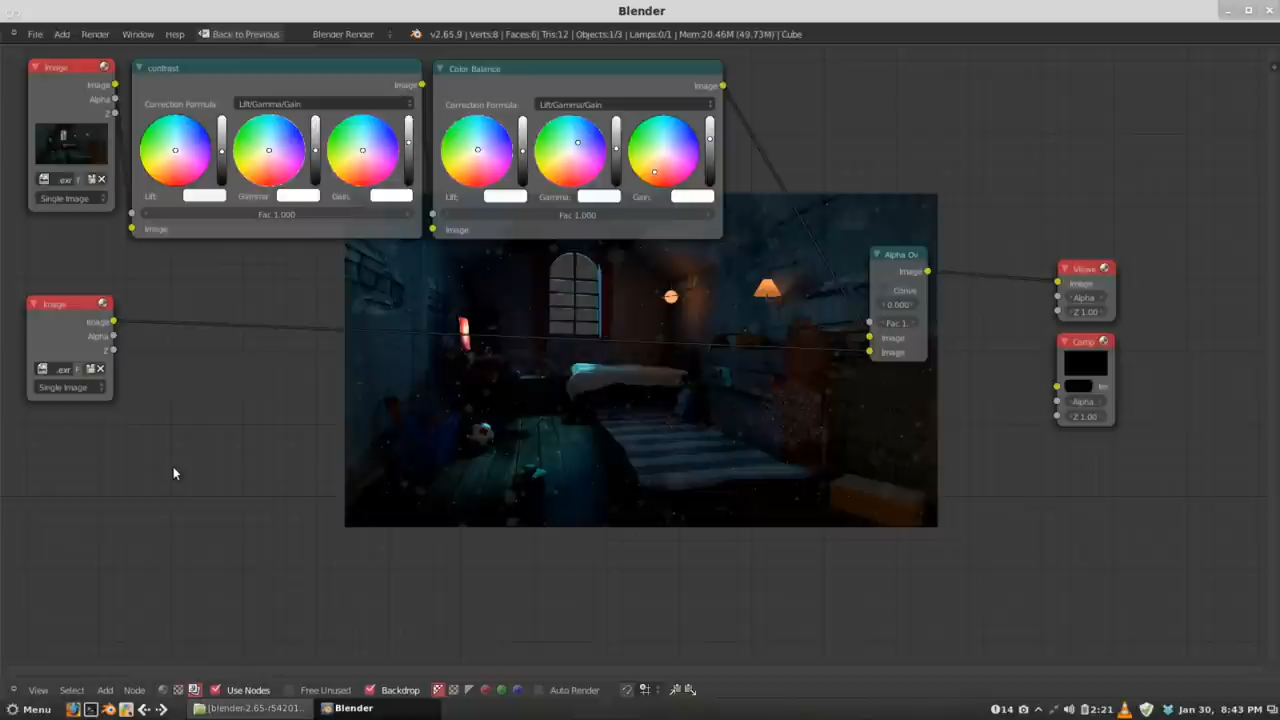 Blender
File Add Render Window Help Back to Previous Blender Render v2.65.9 | Verts:8 | Faces:6| Tris:12 | Objects:1/3 | Lamps:0/1 | Mem:20.46M (49.73M) | Cube
Image contrast Color Balance
Image Image Image
Alpha
Z
Correction Formula Lift/Gamma/Gain Correction Formula: Lift/Gamma/Gain
.exr F
Single Image
Lift: Gamma: Gain: Lift: Gamma: Gain:
Fac 1.000 Fac 1.000
Image Image
Alpha Ov
Image
Conve
0.000
Fac 1.
Image
Image
Viewe
Image
Alpha
Z 1.00
Image
Image
Alpha
Z
.exr F
Single Image
Comp
Im
Alpha
Z 1.00
View Select Add Node Use Nodes Free Unused Backdrop Auto Render
Menu [blender-2.65-r54201... Blender 14 2:21 Jan 30, 8:43 PM